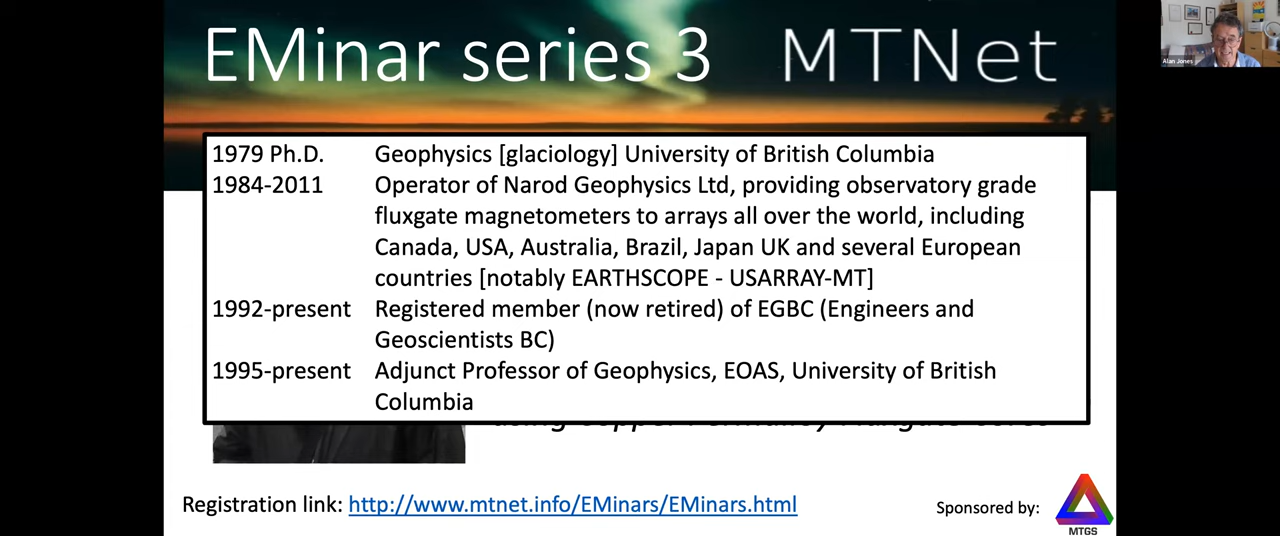 EMinar series 3 MTNet
Alan Jones
1979 Ph.D. Geophysics [glaciology] University of British Columbia
1984-2011 Operator of Narod Geophysics Ltd, providing observatory grade
fluxgate magnetometers to arrays all over the world, including
Canada, USA, Australia, Brazil, Japan UK and several European
countries [notably EARTHSCOPE - USARRAY-MT]
1992-present Registered member (now retired) of EGBC (Engineers and
Geoscientists BC)
1995-present Adjunct Professor of Geophysics, EOAS, University of British
Columbia
Registration link: http://www.mtnet.info/EMinars/EMinars.html
Sponsored by:
MTGS